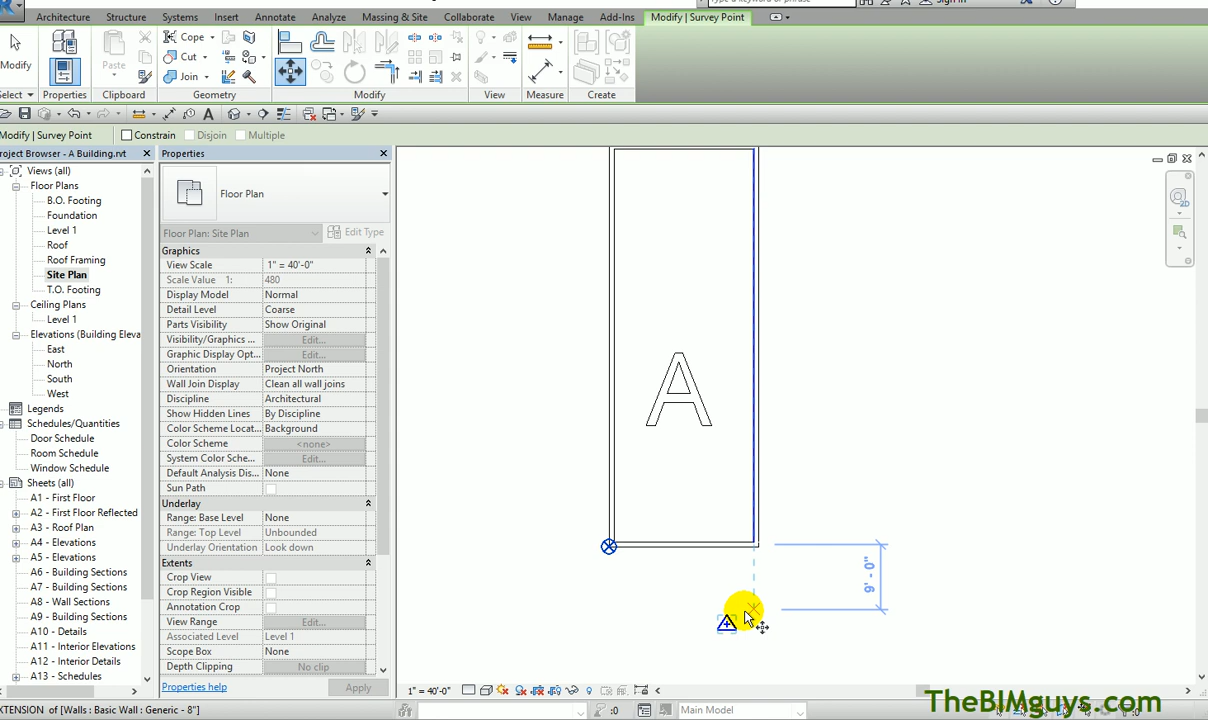 Type a keyword or phrase
Sign In
Architecture Structure Systems Insert Annotate Analyze Massing & Site Collaborate View Manage Add-Ins Modify | Survey Point
Modify
Paste
Cope
Cut
Join
Select Properties Clipboard Geometry Modify View Measure Create
Modify | Survey Point Constrain Disjoin Multiple
Project Browser - A Building.rvt
Views (all)
Floor Plans
B.O. Footing
Foundation
Level 1
Roof
Roof Framing
Site Plan
T.O. Footing
Ceiling Plans
Level 1
Elevations (Building Eleva
East
North
South
West
Legends
Schedules/Quantities
Door Schedule
Room Schedule
Window Schedule
Sheets (all)
A1 - First Floor
A2 - First Floor Reflected
A3 - Roof Plan
A4 - Elevations
A5 - Elevations
A6 - Building Sections
A7 - Building Sections
A8 - Wall Sections
A9 - Building Sections
A10 - Details
A11 - Interior Elevations
A12 - Interior Details
A13 - Schedules
Properties
Floor Plan
Floor Plan: Site Plan Edit Type
Graphics
View Scale 1" = 40'-0"
Scale Value 1: 480
Display Model Normal
Detail Level Coarse
Parts Visibility Show Original
Visibility/Graphics ... Edit...
Graphic Display Opt... Edit...
Orientation Project North
Wall Join Display Clean all wall joins
Discipline Architectural
Show Hidden Lines By Discipline
Color Scheme Locat... Background
Color Scheme <none>
System Color Sche... Edit...
Default Analysis Dis... None
Sun Path
Underlay
Range: Base Level None
Range: Top Level Unbounded
Underlay Orientation Look down
Extents
Crop View
Crop Region Visible
Annotation Crop
View Range Edit...
Associated Level Level 1
Scope Box None
Depth Clipping No clip
Properties help Apply
A
9' - 0"
2D
1" = 40'-0"
EXTENSION of [Walls : Basic Wall : Generic - 8"]
:0
Main Model
TheBIMguys.com
:0